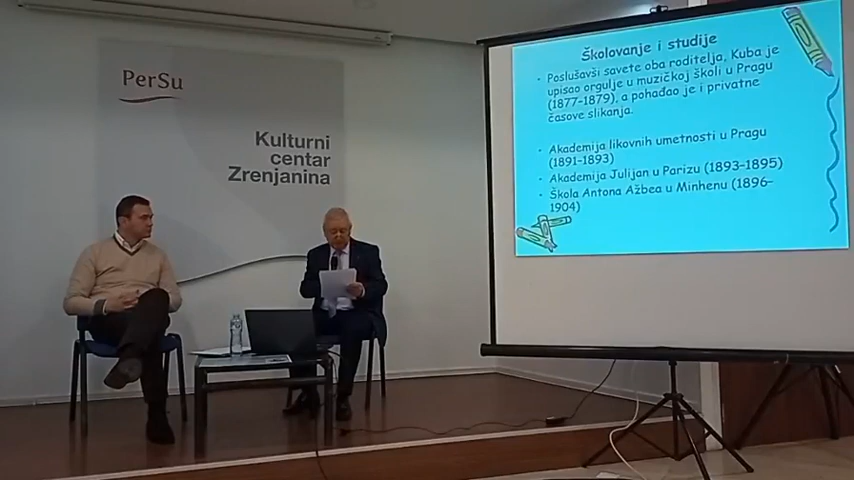 PerSu
Kulturni
centar
Zrenjanina
Školovanje i studije
• Poslušavši savete oba roditelja, Kuba je
upisao orgulje u muzičkoj školi u Pragu
(1877-1879), a pohađao je i privatne
časove slikanja.
• Akademija likovnih umetnosti u Pragu
(1891-1893)
• Akademija Julijan u Parizu (1893-1895)
• Škola Antona Ažbea u Minhenu (1896-
1904)